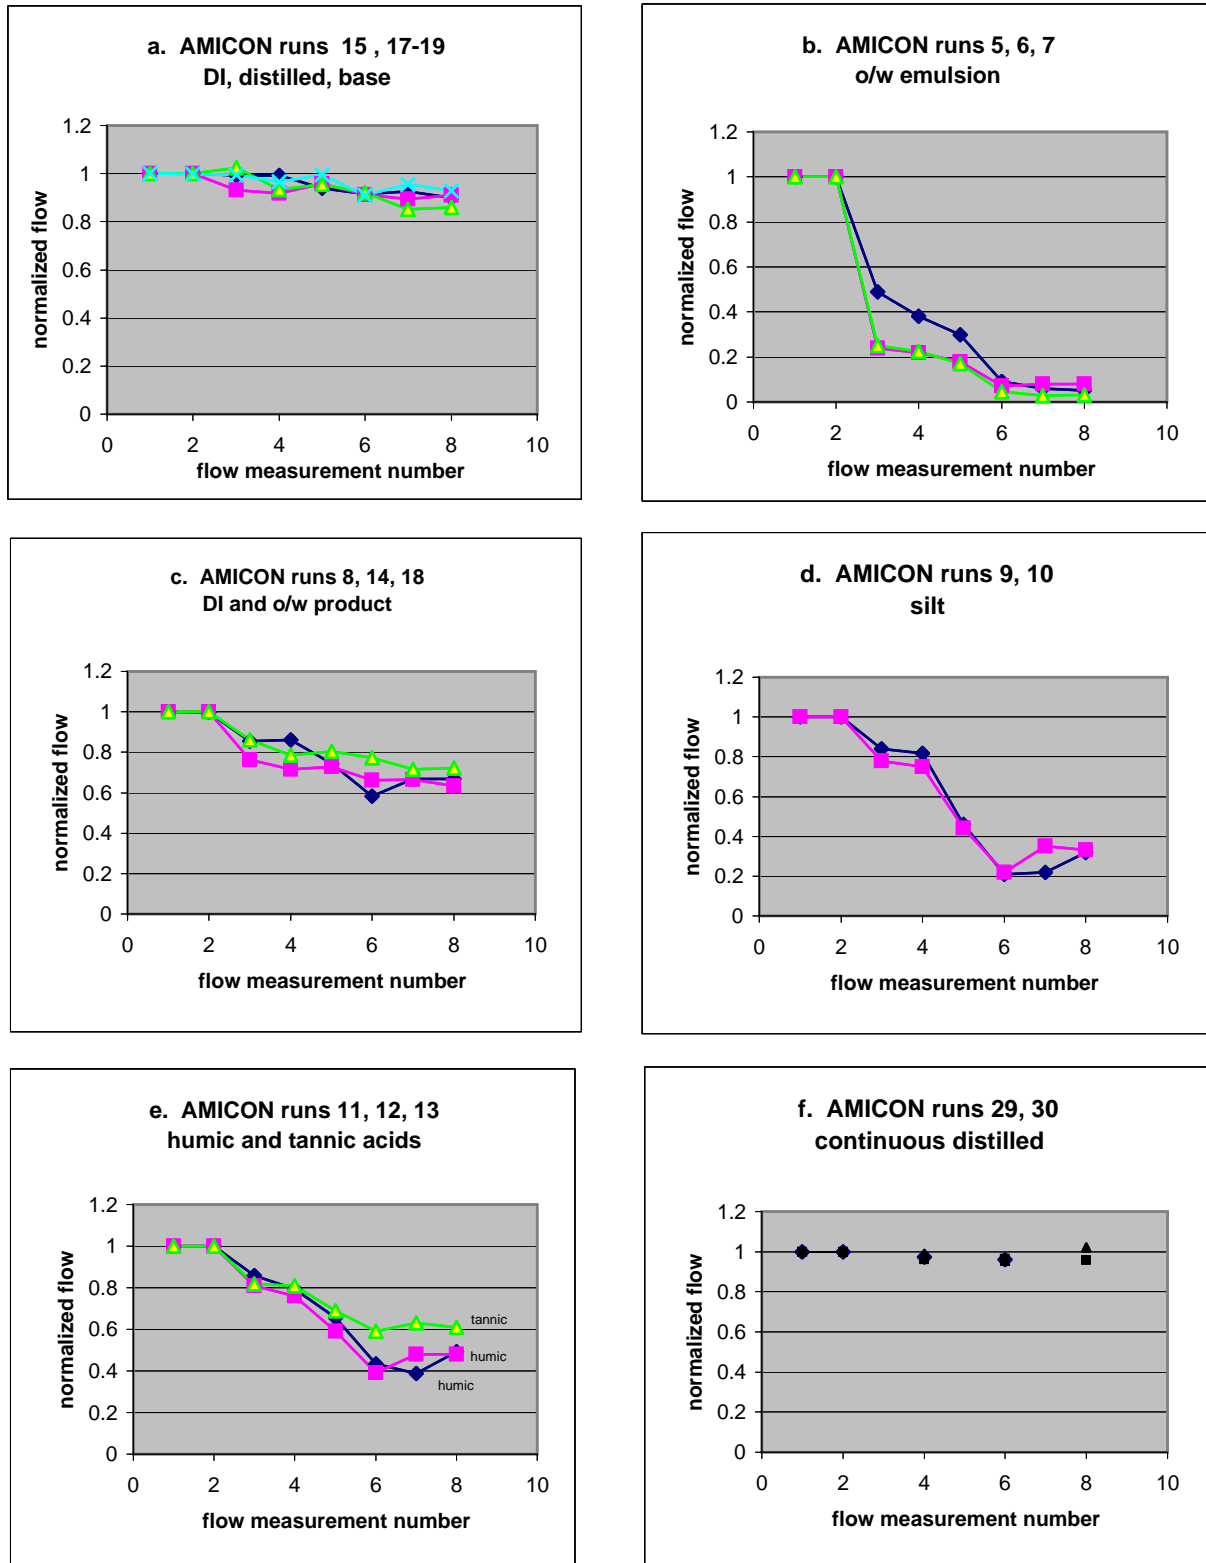 a. AMICON runs 15 , 17-19
DI, distilled, base
normalized flow
1.2
1
0.8
0.6
0.4
0.2
0
0 2 4 6 8 10
flow measurement number
b. AMICON runs 5, 6, 7
o/w emulsion
normalized flow
1.2
1
0.8
0.6
0.4
0.2
0
0 2 4 6 8 10
flow measurement number
c. AMICON runs 8, 14, 18
DI and o/w product
normalized flow
1.2
1
0.8
0.6
0.4
0.2
0
0 2 4 6 8 10
flow measurement number
d. AMICON runs 9, 10
silt
normalized flow
1.2
1
0.8
0.6
0.4
0.2
0
0 2 4 6 8 10
flow measurement number
e. AMICON runs 11, 12, 13
humic and tannic acids
normalized flow
1.2
1
0.8
0.6
0.4
0.2
0
tannic
humic
humic
0 2 4 6 8 10
flow measurement number
f. AMICON runs 29, 30
continuous distilled
normalized flow
1.2
1
0.8
0.6
0.4
0.2
0
0 2 4 6 8 10
flow measurement number